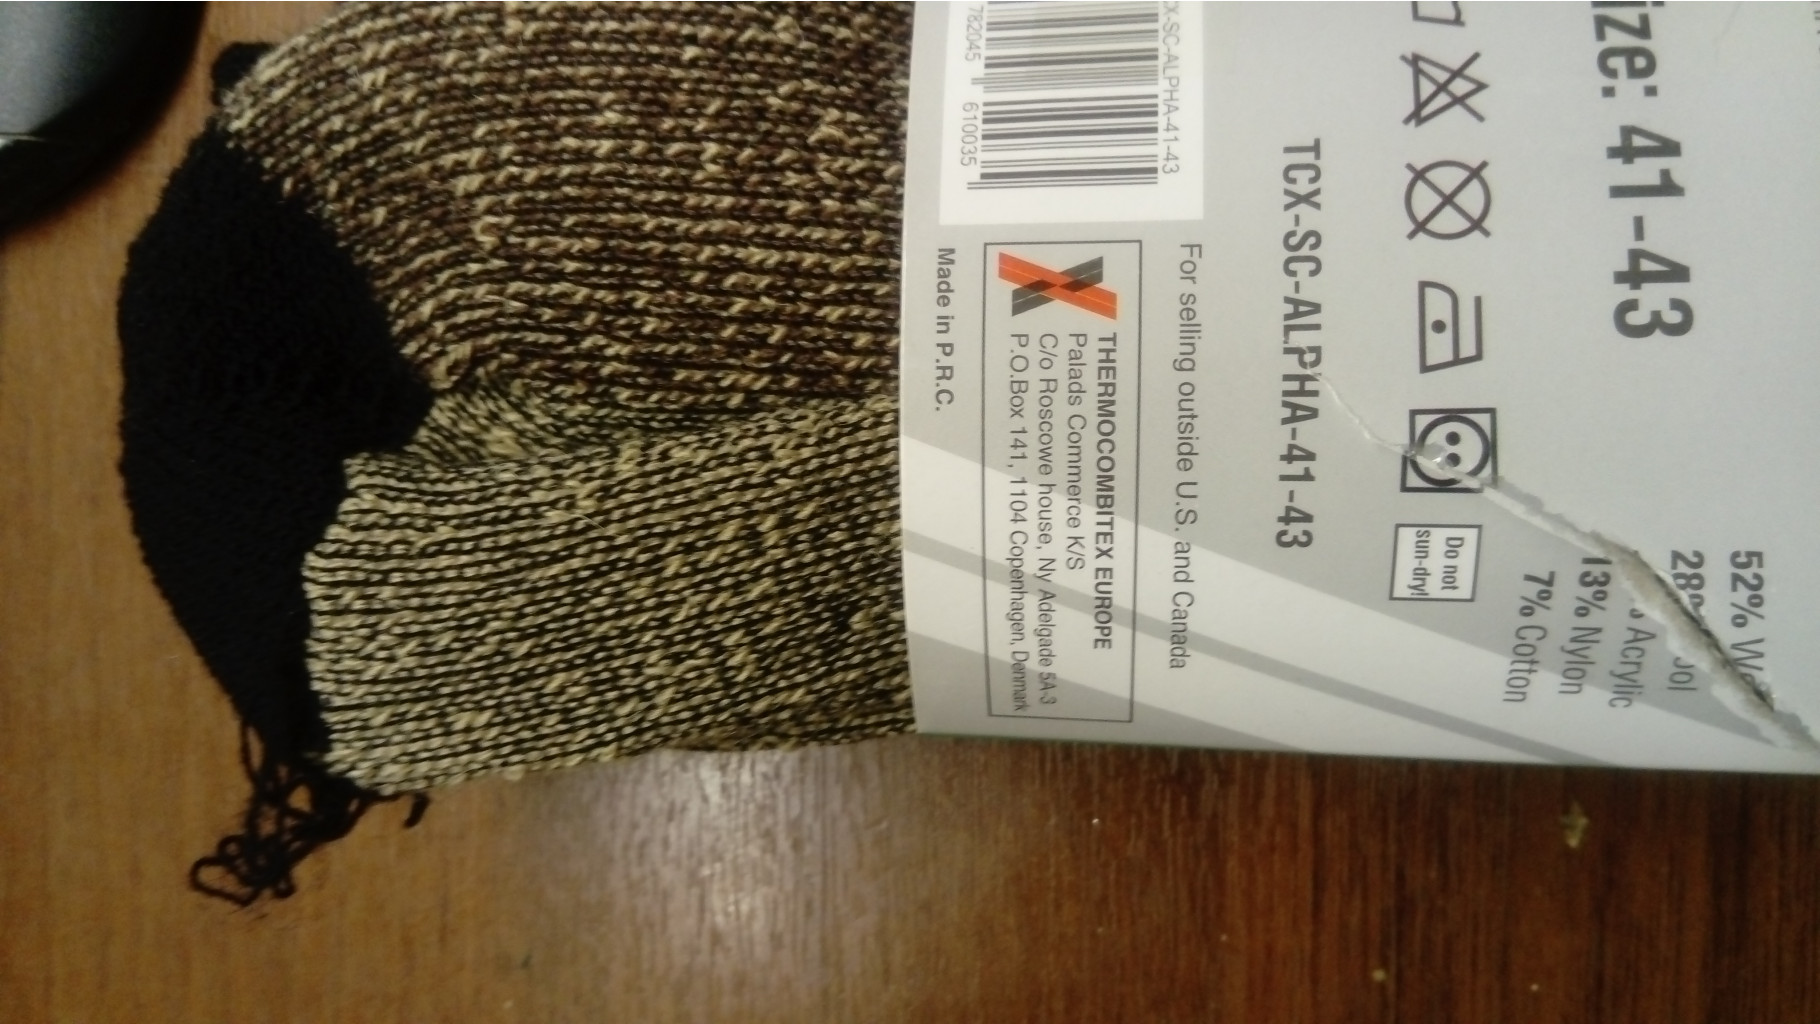 ize: 41-43
52% W
28%
ool
Acrylic
13% Nylon
7% Cotton
Do not
sun-dry!
TCX-SC-ALPHA-41-43
X-SC-ALPHA-41-43
782045 610035
For selling outside U.S. and Canada
THERMOCOMBITEX EUROPE
Palads Commerce K/S
C/o Roscowe house, Ny Adelgade 5A-3
P.O.Box 141, 1104 Copenhagen, Denmark
Made in P.R.C.